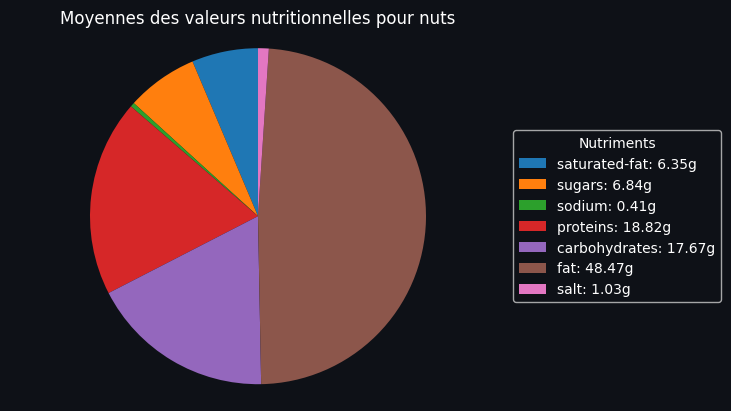 Moyennes des valeurs nutritionnelles pour nuts
Nutriments
saturated-fat: 6.35g
sugars: 6.84g
sodium: 0.41g
proteins: 18.82g
carbohydrates: 17.67g
fat: 48.47g
salt: 1.03g